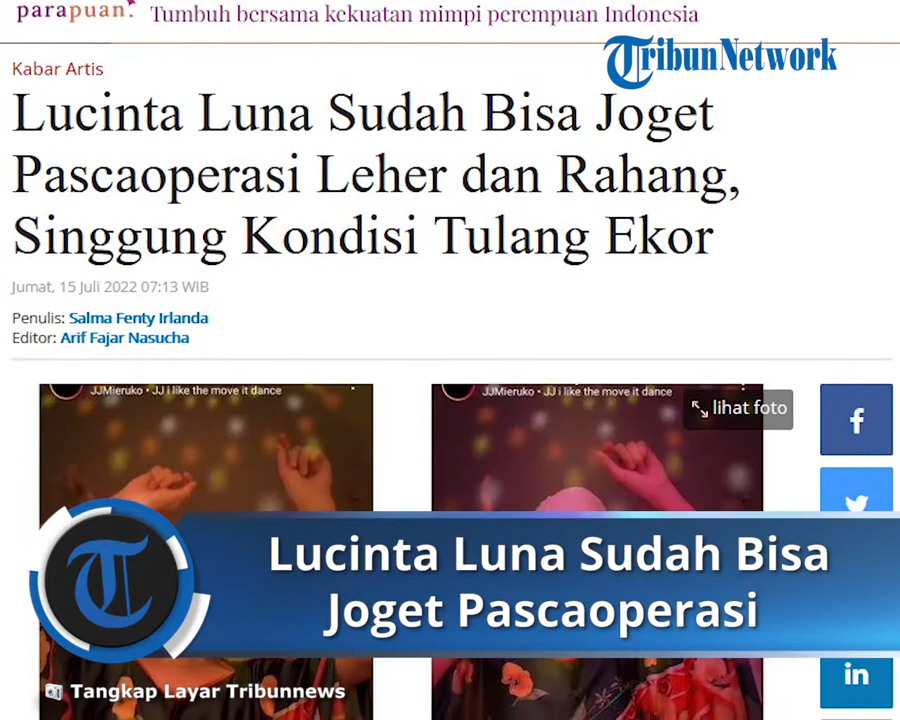 parapuan. Tumbuh bersama kekuatan mimpi perempuan Indonesia
TribunNetwork
Kabar Artis
Lucinta Luna Sudah Bisa Joget
Pascaoperasi Leher dan Rahang,
Singgung Kondisi Tulang Ekor
Jumat, 15 Juli 2022 07:13 WIB
Penulis: Salma Fenty Irlanda
Editor: Arif Fajar Nasucha
JJMieruko • JJ i like the move it dance
JJMieruko • JJ i like the move it dance
lihat foto
f
Lucinta Luna Sudah Bisa
Joget Pascaoperasi
T
in
Tangkap Layar Tribunnews